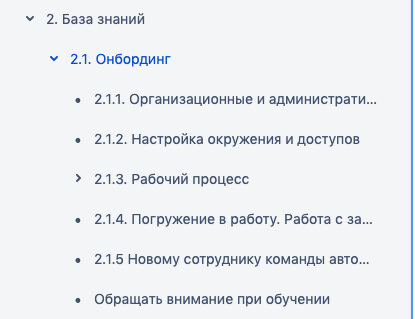 2. База знаний
2.1. Онбординг
2.1.1. Организационные и администрати...
2.1.2. Настройка окружения и доступов
2.1.3. Рабочий процесс
2.1.4. Погружение в работу. Работа с за...
2.1.5 Новому сотруднику команды авто...
Обращать внимание при обучении